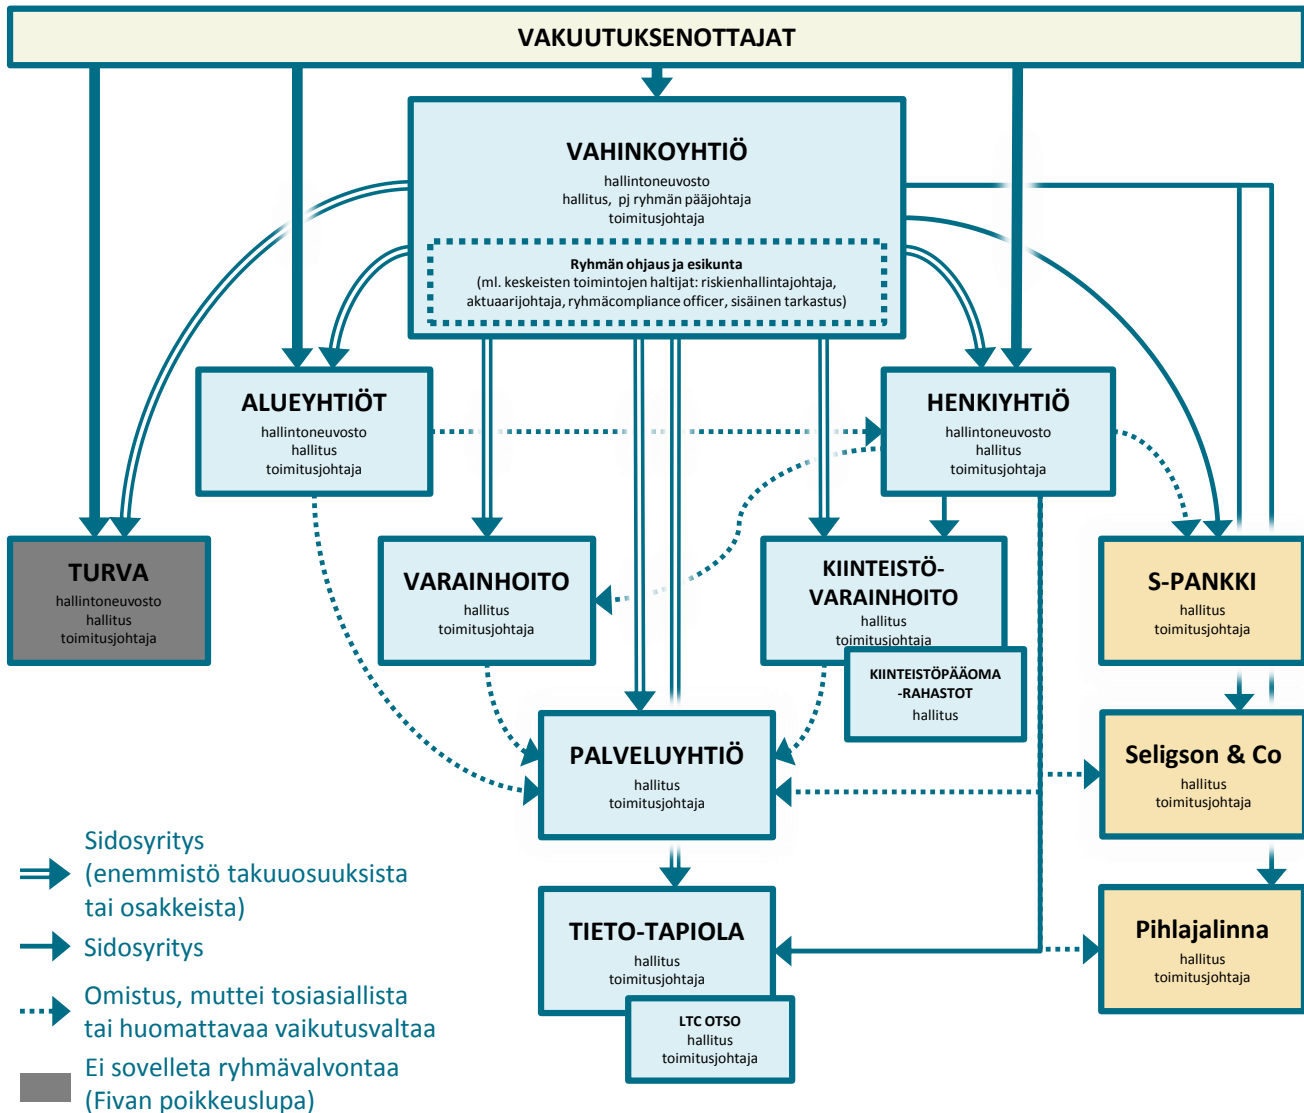 VAKUUTUKSENOTTAJAT
VAHINKOYHTIÖ
hallintoneuvosto
hallitus, pj ryhmän pääjohtaja
toimitusjohtaja
Ryhmän ohjaus ja esikunta
(ml. keskeisten toimintojen haltijat: riskienhallintajohtaja,
aktuaarijohtaja, ryhmäcompliance officer, sisäinen tarkastus)
ALUEYHTIÖT
hallintoneuvosto
hallitus
toimitusjohtaja
HENKIYHTIÖ
hallintoneuvosto
hallitus
toimitusjohtaja
TURVA
hallintoneuvosto
hallitus
toimitusjohtaja
VARAINHOITO
hallitus
toimitusjohtaja
KIINTEISTÖ-
VARAINHOITO
hallitus
toimitusjohtaja
KIINTEISTÖPÄÄOMA
-RAHASTOT
hallitus
S-PANKKI
hallitus
toimitusjohtaja
PALVELUYHTIÖ
hallitus
toimitusjohtaja
Seligson & Co
hallitus
toimitusjohtaja
TIETO-TAPIOLA
hallitus
toimitusjohtaja
LTC OTSO
hallitus
toimitusjohtaja
Pihlajalinna
hallitus
toimitusjohtaja
Sidosyritys
(enemmistö takuuosuuksista
tai osakkeista)
Sidosyritys
Omistus, muttei tosiasiallista
tai huomattavaa vaikutusvaltaa
Ei sovelleta ryhmävalvontaa
(Fivan poikkeuslupa)